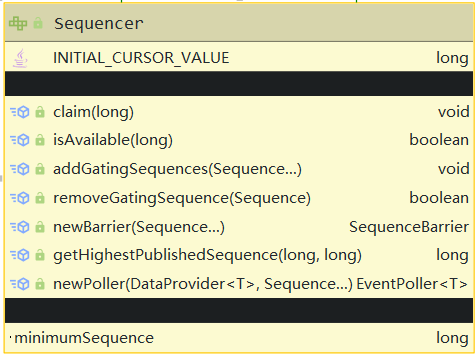 Sequencer
INITIAL_CURSOR_VALUE long
claim(long) void
isAvailable(long) boolean
addGatingSequences(Sequence...) void
removeGatingSequence(Sequence) boolean
newBarrier(Sequence...) SequenceBarrier
getHighestPublishedSequence(long, long) long
newPoller(DataProvider<T>, Sequence...) EventPoller<T>
minimumSequence long